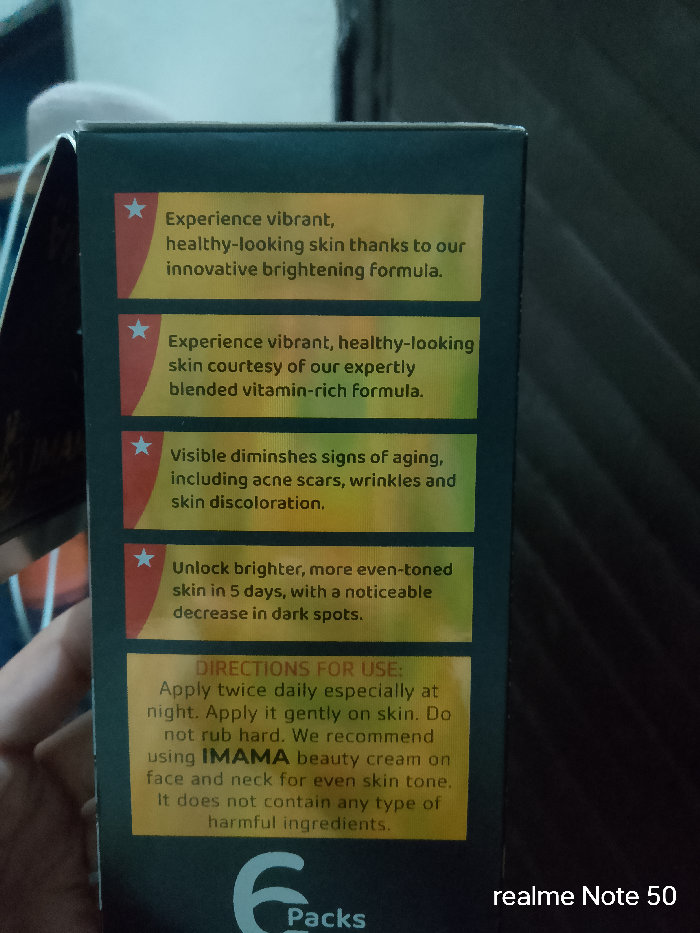 Experience vibrant,
healthy-looking skin thanks to our
innovative brightening formula.
Experience vibrant, healthy-looking
skin courtesy of our expertly
blended vitamin-rich formula.
Visible diminshes signs of aging,
including acne scars, wrinkles and
skin discoloration.
Unlock brighter, more even-toned
skin in 5 days, with a noticeable
decrease in dark spots.
DIRECTIONS FOR USE:
Apply twice daily especially at
night. Apply it gently on skin. Do
not rub hard. We recommend
using IMAMA beauty cream on
face and neck for even skin tone.
It does not contain any type of
harmful ingredients.
6
Packs
realme Note 50